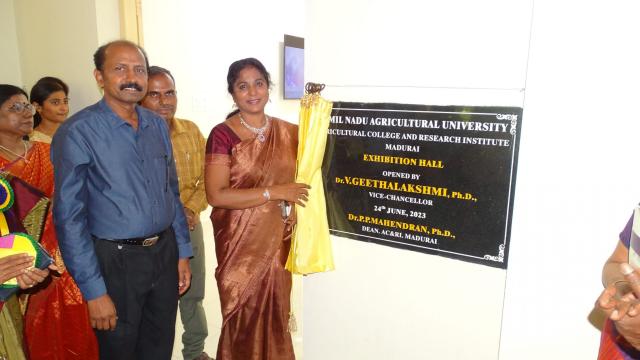 MIL NADU AGRICULTURAL UNIVERSITY
RICULTURAL COLLEGE AND RESEARCH INSTITUTE
MADURAI
EXHIBITION HALL
OPENED BY
Dr.V.GEETHALAKSHMI, Ph.D.,
VICE-CHANCELLOR
24th JUNE, 2023
Dr.P.P.MAHENDRAN, Ph.D.,
DEAN, AC&RI, MADURAI